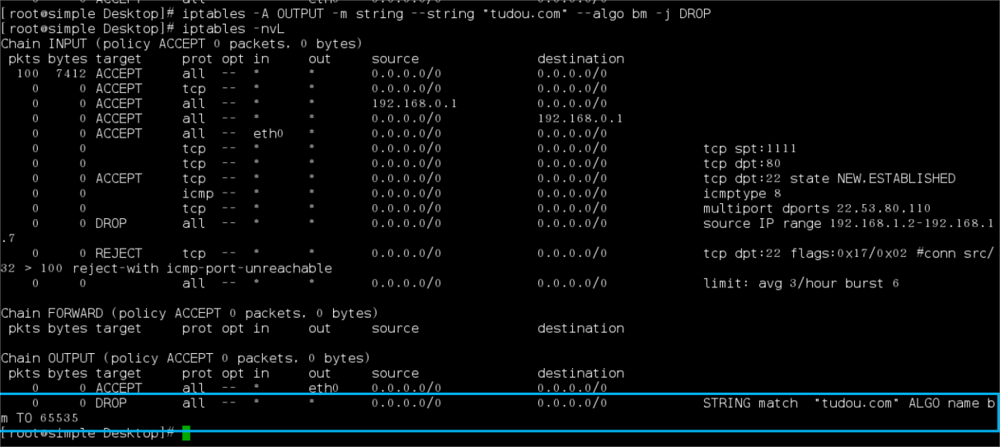 [root@simple Desktop]# iptables -A OUTPUT -m string --string "tudou.com" --algo bm -j DROP
[root@simple Desktop]# iptables -nvL
Chain INPUT (policy ACCEPT 0 packets, 0 bytes)
pkts bytes target prot opt in out source destination
100 7412 ACCEPT all -- * * 0.0.0.0/0 0.0.0.0/0
0 0 ACCEPT tcp -- * * 0.0.0.0/0 0.0.0.0/0
0 0 ACCEPT all -- * * 192.168.0.1 0.0.0.0/0
0 0 ACCEPT all -- * * 0.0.0.0/0 192.168.0.1
0 0 ACCEPT all -- eth0 * 0.0.0.0/0 0.0.0.0/0
0 0 tcp -- * * 0.0.0.0/0 0.0.0.0/0 tcp spt:1111
0 0 tcp -- * * 0.0.0.0/0 0.0.0.0/0 tcp dpt:80
0 0 ACCEPT tcp -- * * 0.0.0.0/0 0.0.0.0/0 tcp dpt:22 state NEW,ESTABLISHED
0 0 icmp -- * * 0.0.0.0/0 0.0.0.0/0 icmptype 8
0 0 tcp -- * * 0.0.0.0/0 0.0.0.0/0 multiport dports 22,53,80,110
0 0 DROP all -- * * 0.0.0.0/0 0.0.0.0/0 source IP range 192.168.1.2-192.168.1
.7
0 0 REJECT tcp -- * * 0.0.0.0/0 0.0.0.0/0 tcp dpt:22 flags:0x17/0x02 #conn src/
32 > 100 reject-with icmp-port-unreachable
0 0 all -- * * 0.0.0.0/0 0.0.0.0/0 limit: avg 3/hour burst 6
Chain FORWARD (policy ACCEPT 0 packets, 0 bytes)
pkts bytes target prot opt in out source destination
Chain OUTPUT (policy ACCEPT 0 packets, 0 bytes)
pkts bytes target prot opt in out source destination
0 0 ACCEPT all -- * eth0 0.0.0.0/0 0.0.0.0/0
0 0 DROP all -- * * 0.0.0.0/0 0.0.0.0/0 STRING match "tudou.com" ALGO name b
m TO 65535
[root@simple Desktop]#